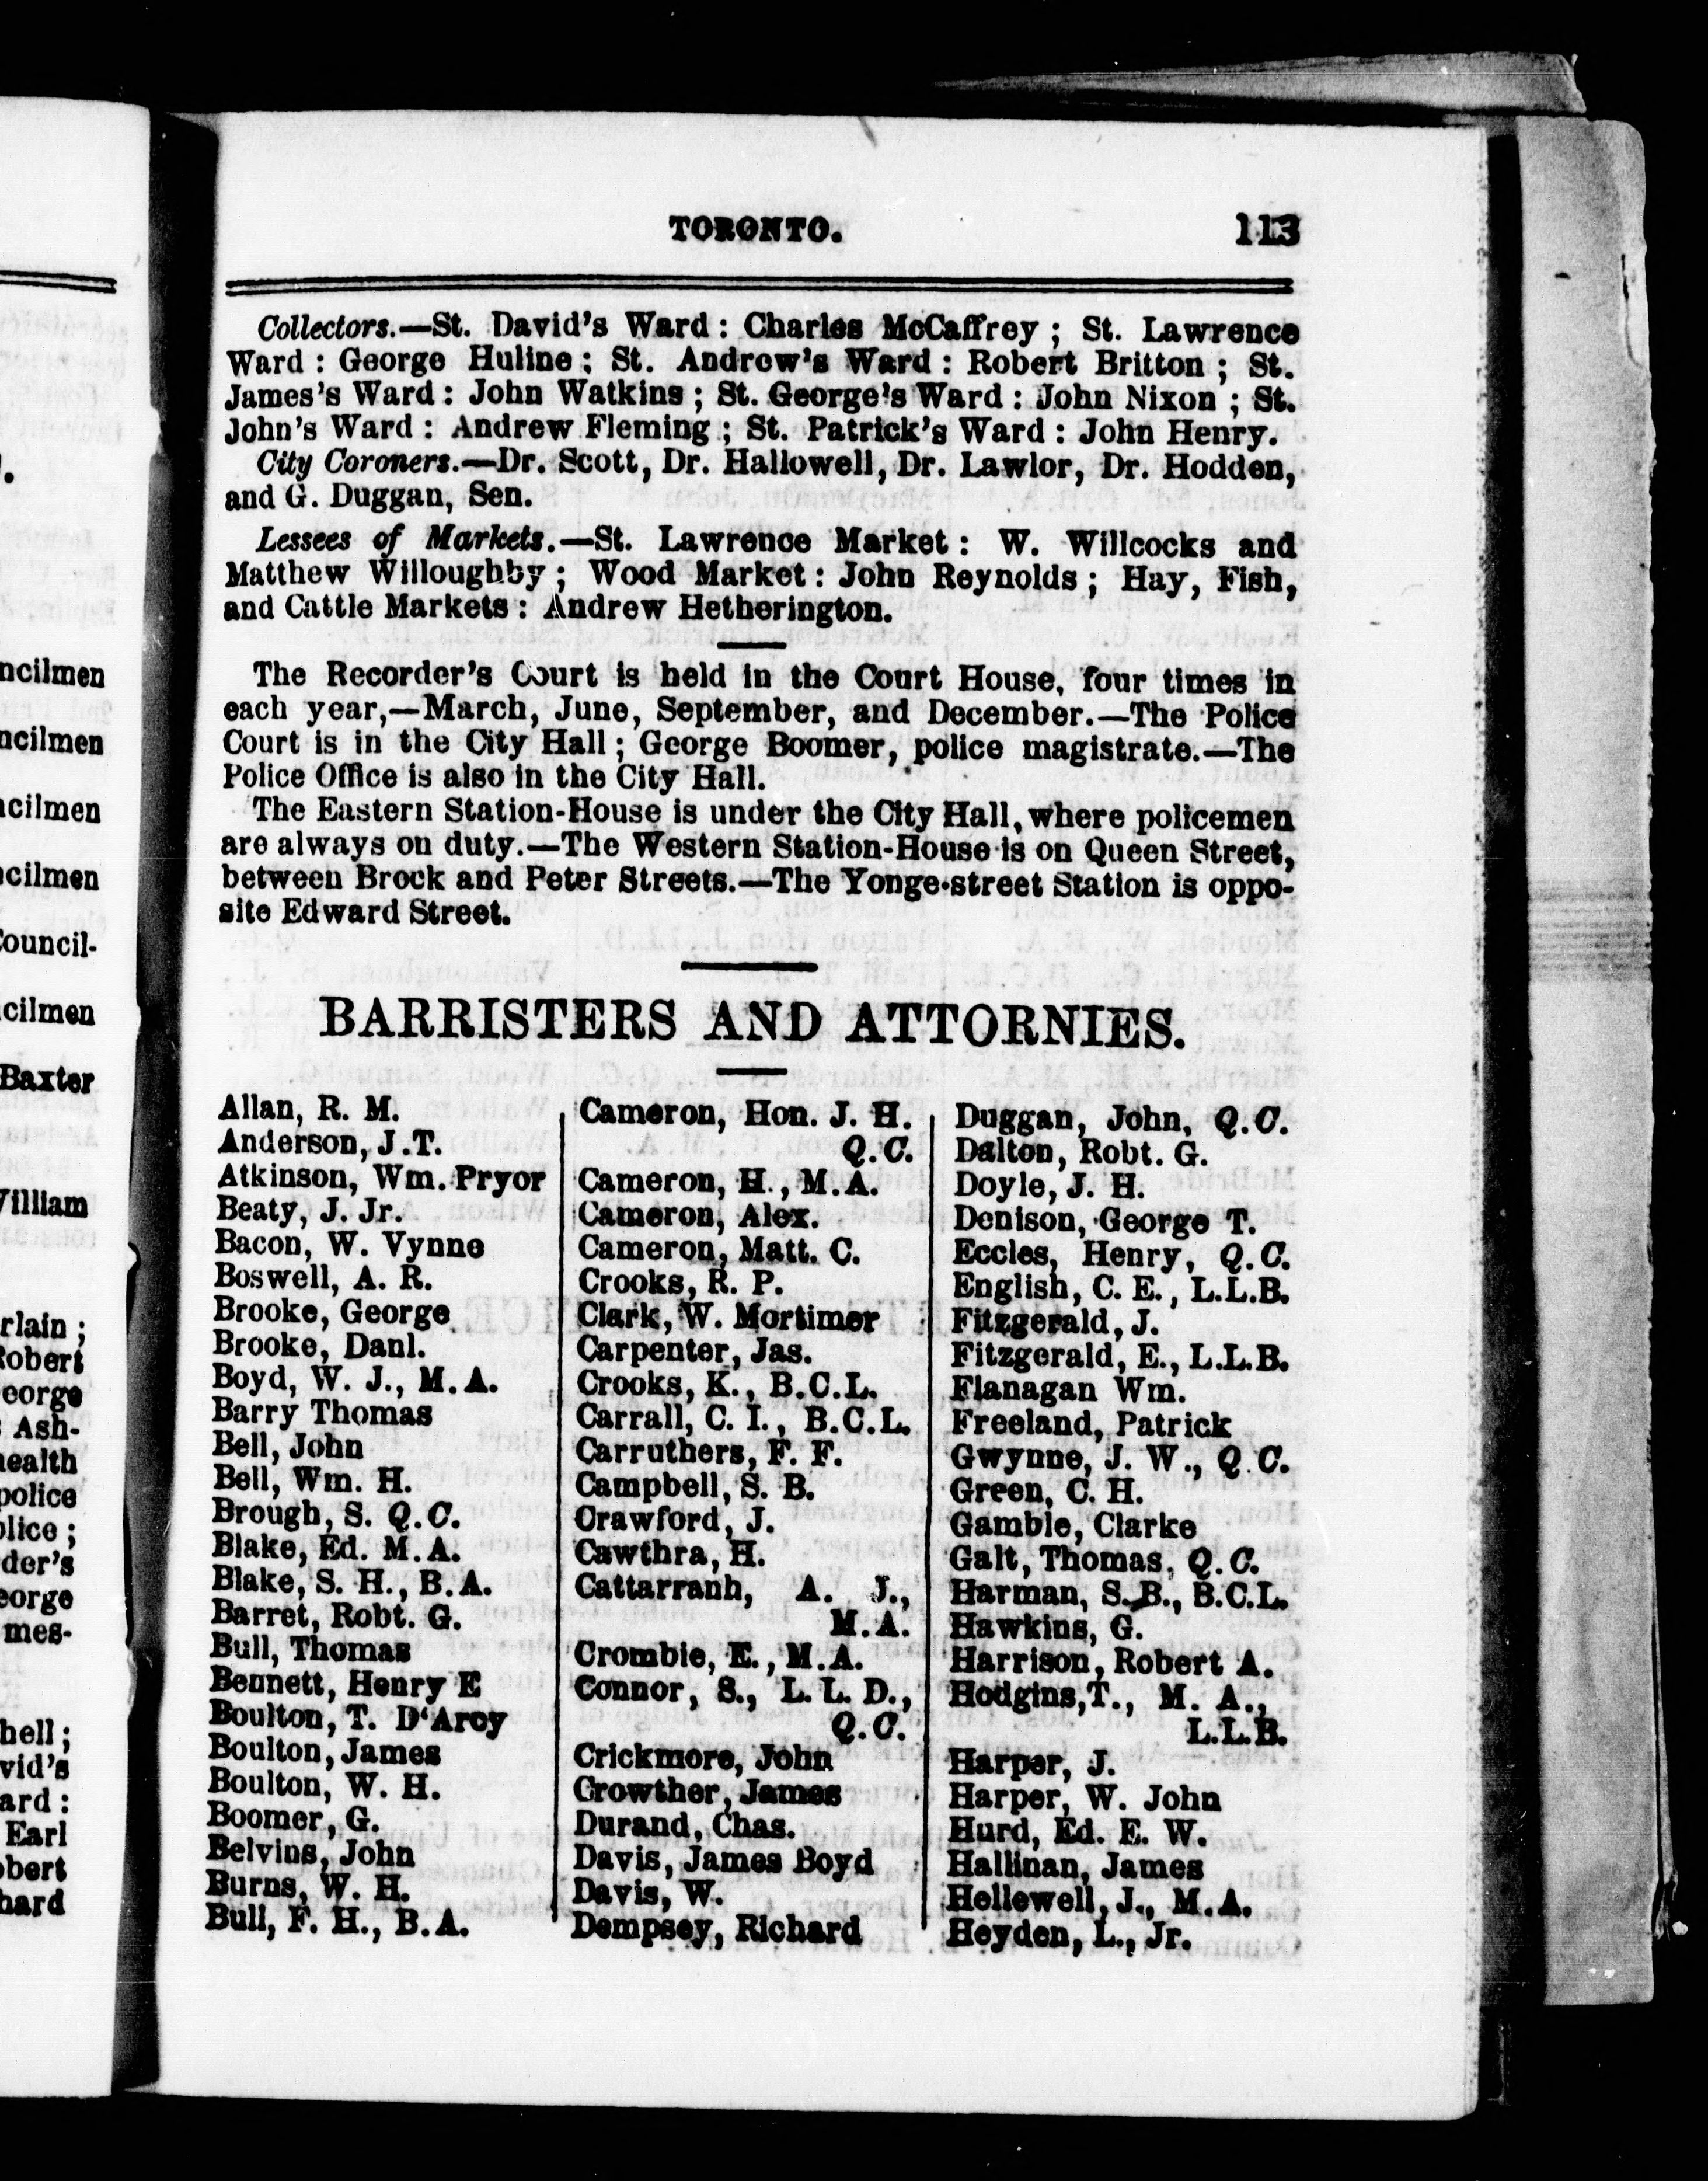 TORONTO. 113
Collectors.—St. David's Ward: Charles McCaffrey; St. Lawrence
Ward: George Huline; St. Andrew's Ward: Robert Britton; St.
James's Ward: John Watkins; St. George's Ward: John Nixon; St.
John's Ward: Andrew Fleming; St. Patrick's Ward: John Henry.
City Coroners.—Dr. Scott, Dr. Hallowell, Dr. Lawlor, Dr. Hodden,
and G. Duggan, Sen.
Lessees of Markets.—St. Lawrence Market: W. Willcocks and
Matthew Willoughby; Wood Market: John Reynolds; Hay, Fish,
and Cattle Markets: Andrew Hetherington.
The Recorder's Court is held in the Court House, four times in
each year,—March, June, September, and December.—The Police
Court is in the City Hall; George Boomer, police magistrate.—The
Police Office is also in the City Hall.
The Eastern Station-House is under the City Hall, where policemen
are always on duty.—The Western Station-House is on Queen Street,
between Brock and Peter Streets.—The Yonge-street Station is oppo-
site Edward Street.
BARRISTERS AND ATTORNIES.
Allan, R. M.
Anderson, J.T.
Atkinson, Wm. Pryor
Beaty, J. Jr.
Bacon, W. Vynne
Boswell, A. R.
Brooke, George
Brooke, Danl.
Boyd, W. J., M.A.
Barry Thomas
Bell, John
Bell, Wm. H.
Brough, S. Q.C.
Blake, Ed. M.A.
Blake, S. H., B.A.
Barret, Robt. G.
Bull, Thomas
Bennett, Henry E
Boulton, T. D'Arcy
Boulton, James
Boulton, W. H.
Boomer, G.
Belvins, John
Burns, W. H.
Bull, F. H., B.A.
Cameron, Hon. J. H.
Q.C.
Cameron, H., M.A.
Cameron, Alex.
Cameron, Matt. C.
Crooks, R. P.
Clark, W. Mortimer
Carpenter, Jas.
Crooks, K., B.C.L.
Carrall, C. I., B.C.L.
Carruthers, F. F.
Campbell, S. B.
Crawford, J.
Cawthra, H.
Cattarranh, A. J.,
M.A.
Crombie, E., M.A.
Connor, S., L. L. D.,
Q.C.
Crickmore, John
Crowther, James
Durand, Chas.
Davis, James Boyd
Davis, W.
Dempsey, Richard
Duggan, John, Q.C.
Dalton, Robt. G.
Doyle, J. H.
Denison, George T.
Eccles, Henry, Q.C.
English, C. E., L.L.B.
Fitzgerald, J.
Fitzgerald, E., L.L.B.
Flanagan Wm.
Freeland, Patrick
Gwynne, J. W., Q.C.
Green, C. H.
Gamble, Clarke
Galt, Thomas, Q.C.
Harman, S. B., B.C.L.
Hawkins, G.
Harrison, Robert A.
Hodgins, T., M. A.,
L.L.B.
Harper, J.
Harper, W. John
Hurd, Ed. E. W.
Hallinan, James
Hellewell, J., M.A.
Heyden, L., Jr.